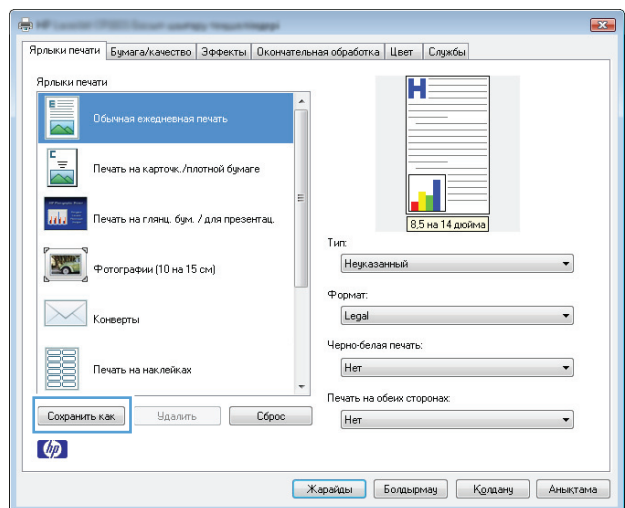 Ярлыки печати Бумага/качество Эффекты Окончательная обработка Цвет Службы
Ярлыки печати
Обычная ежедневная печать
Печать на карточк./плотной бумаге
Печать на глянц. бум. / для презентац.
Фотографии (10 на 15 см)
Конверты
Печать на наклейках
Сохранить как Удалить Сброс
8,5 на 14 дюйма
Тип:
Неуказанный
Формат:
Legal
Черно-белая печать:
Нет
Печать на обеих сторонах:
Нет
hp
Жарайды Болдырмау Қолдану Анықтама